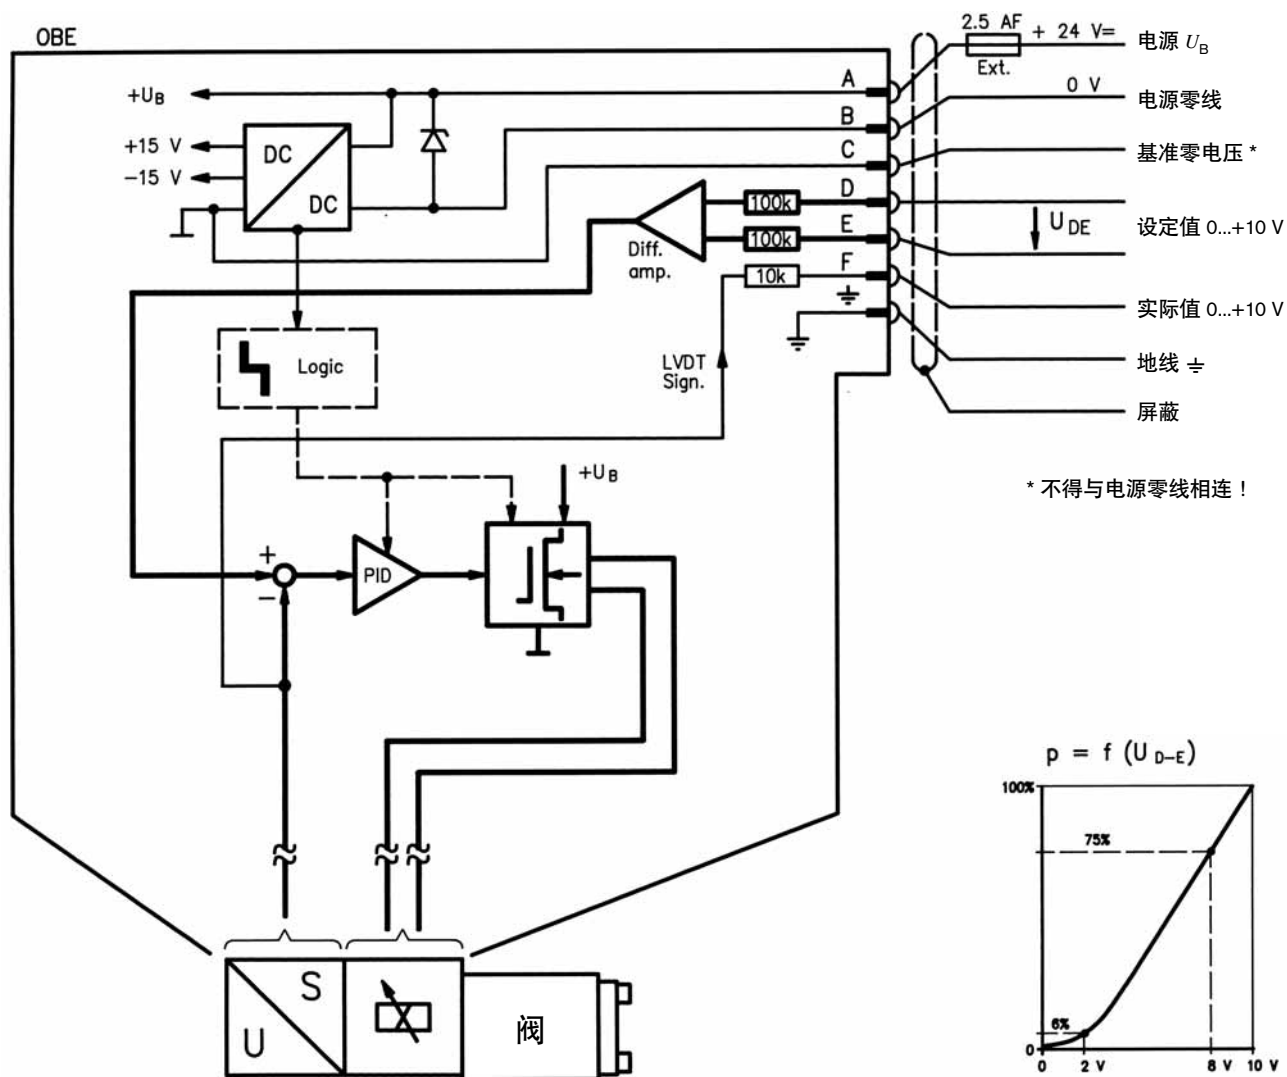 OBE
2.5 AF
+ 24 V=
Ext.
电源 UB
0 V
电源零线
基准零电压 *
UDE
设定值 0...+10 V
实际值 0...+10 V
地线
屏蔽
* 不得与电源零线相连！
A
B
C
D
E
F
+UB
+15 V
-15 V
DC
DC
100k
100k
10k
Diff.
amp.
Logic
LVDT
Sign.
+UB
+
-
PID
p = f (U D-E)
100%
75%
6%
0
0
2 V
8 V
10 V
S
U
阀